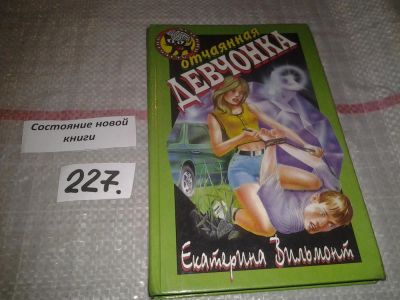 отчаянная
ДЕВЧОНКА
Состояние новой
книги
227.
Екатерина Вильмонт